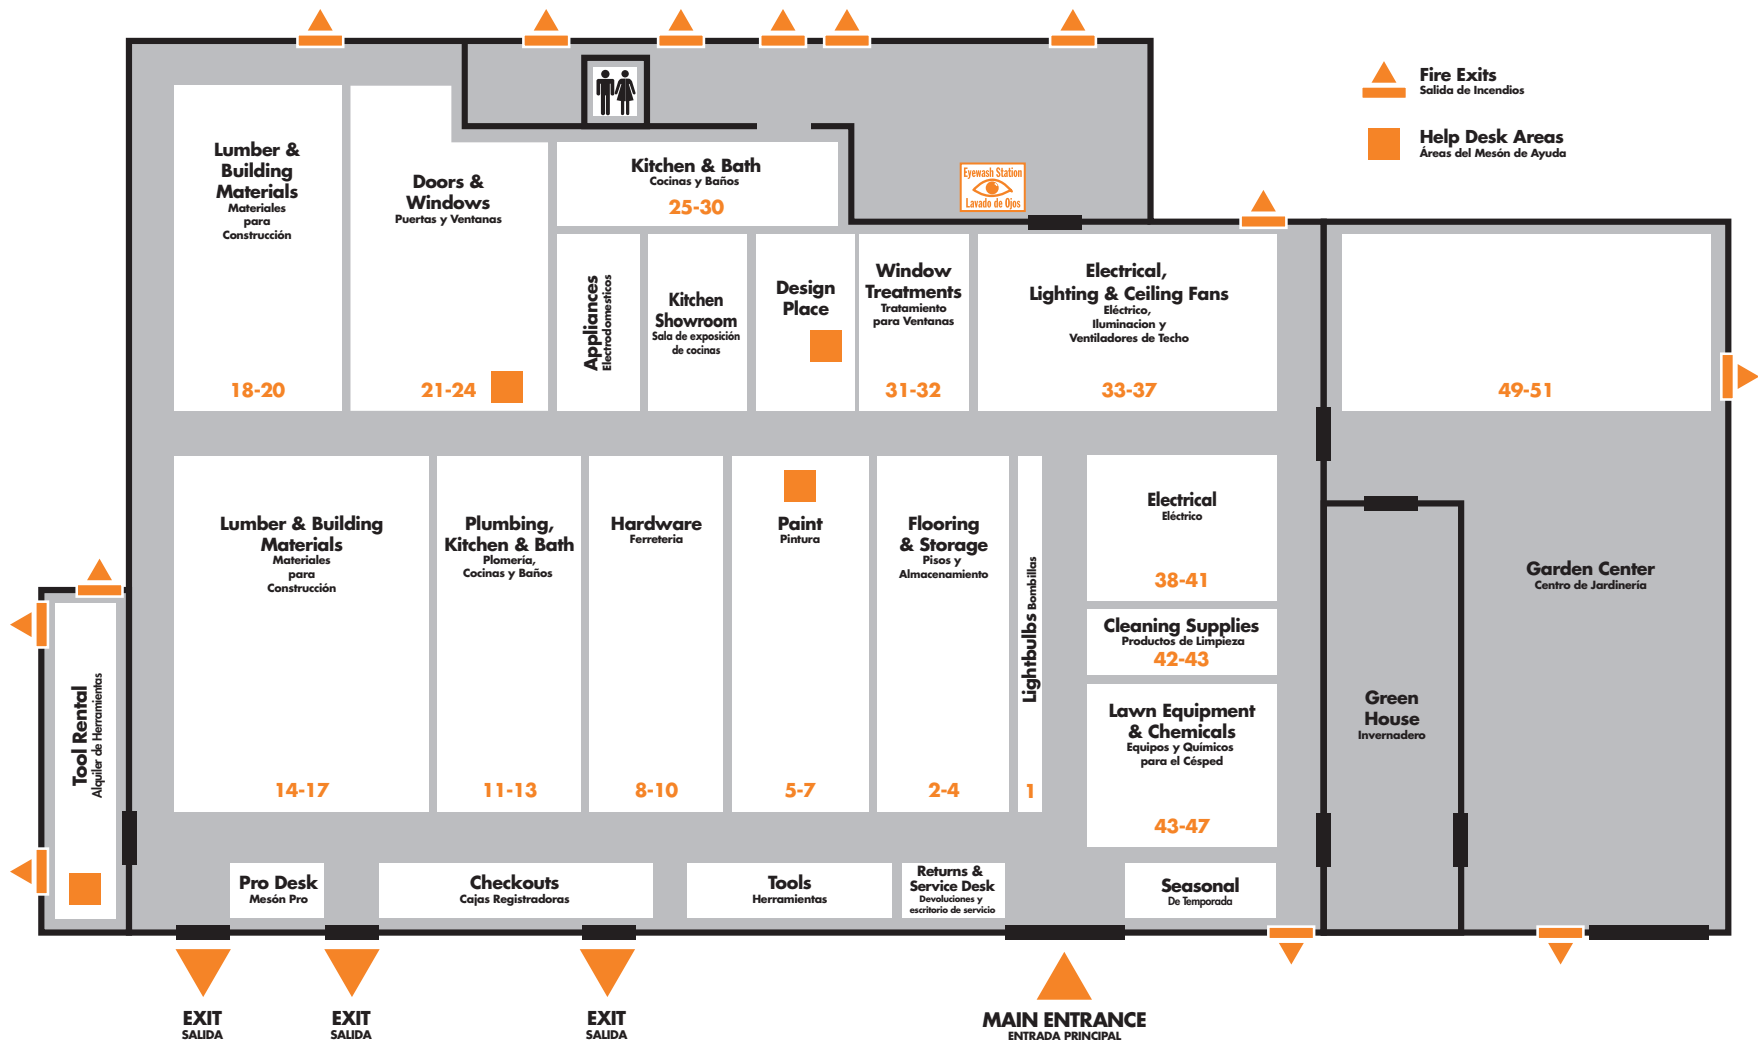 Fire Exits
Salida de Incendios
Help Desk Areas
Áreas del Mesón de Ayuda
Lumber &
Building
Materials
Materiales
para
Construcción
18-20
Doors &
Windows
Puertas y Ventanas
21-24
Kitchen & Bath
Cocinas y Baños
25-30
Eyewash Station
Lavado de Ojos
Appliances
Electrodomesticos
Kitchen
Showroom
Sala de exposición
de cocinas
Design
Place
Window
Treatments
Tratamiento
para Ventanas
31-32
Electrical,
Lighting & Ceiling Fans
Eléctrico,
Iluminacion y
Ventiladores de Techo
33-37
49-51
Lumber & Building
Materials
Materiales
para
Construcción
14-17
Plumbing,
Kitchen & Bath
Plomería,
Cocinas y Baños
11-13
Hardware
Ferreteria
8-10
Paint
Pintura
5-7
Flooring
& Storage
Pisos y
Almacenamiento
2-4
Lightbulbs Bombillas
1
Electrical
Eléctrico
38-41
Cleaning Supplies
Productos de Limpieza
42-43
Lawn Equipment
& Chemicals
Equipos y Químicos
para el Césped
43-47
Garden Center
Centro de Jardinería
Green
House
Invernadero
Tool Rental
Alquiler de Herramientas
Pro Desk
Mesón Pro
Checkouts
Cajas Registradoras
Tools
Herramientas
Returns &
Service Desk
Devoluciones y
escritorio de servicio
Seasonal
De Temporada
EXIT
SALIDA
EXIT
SALIDA
EXIT
SALIDA
MAIN ENTRANCE
ENTRADA PRINCIPAL